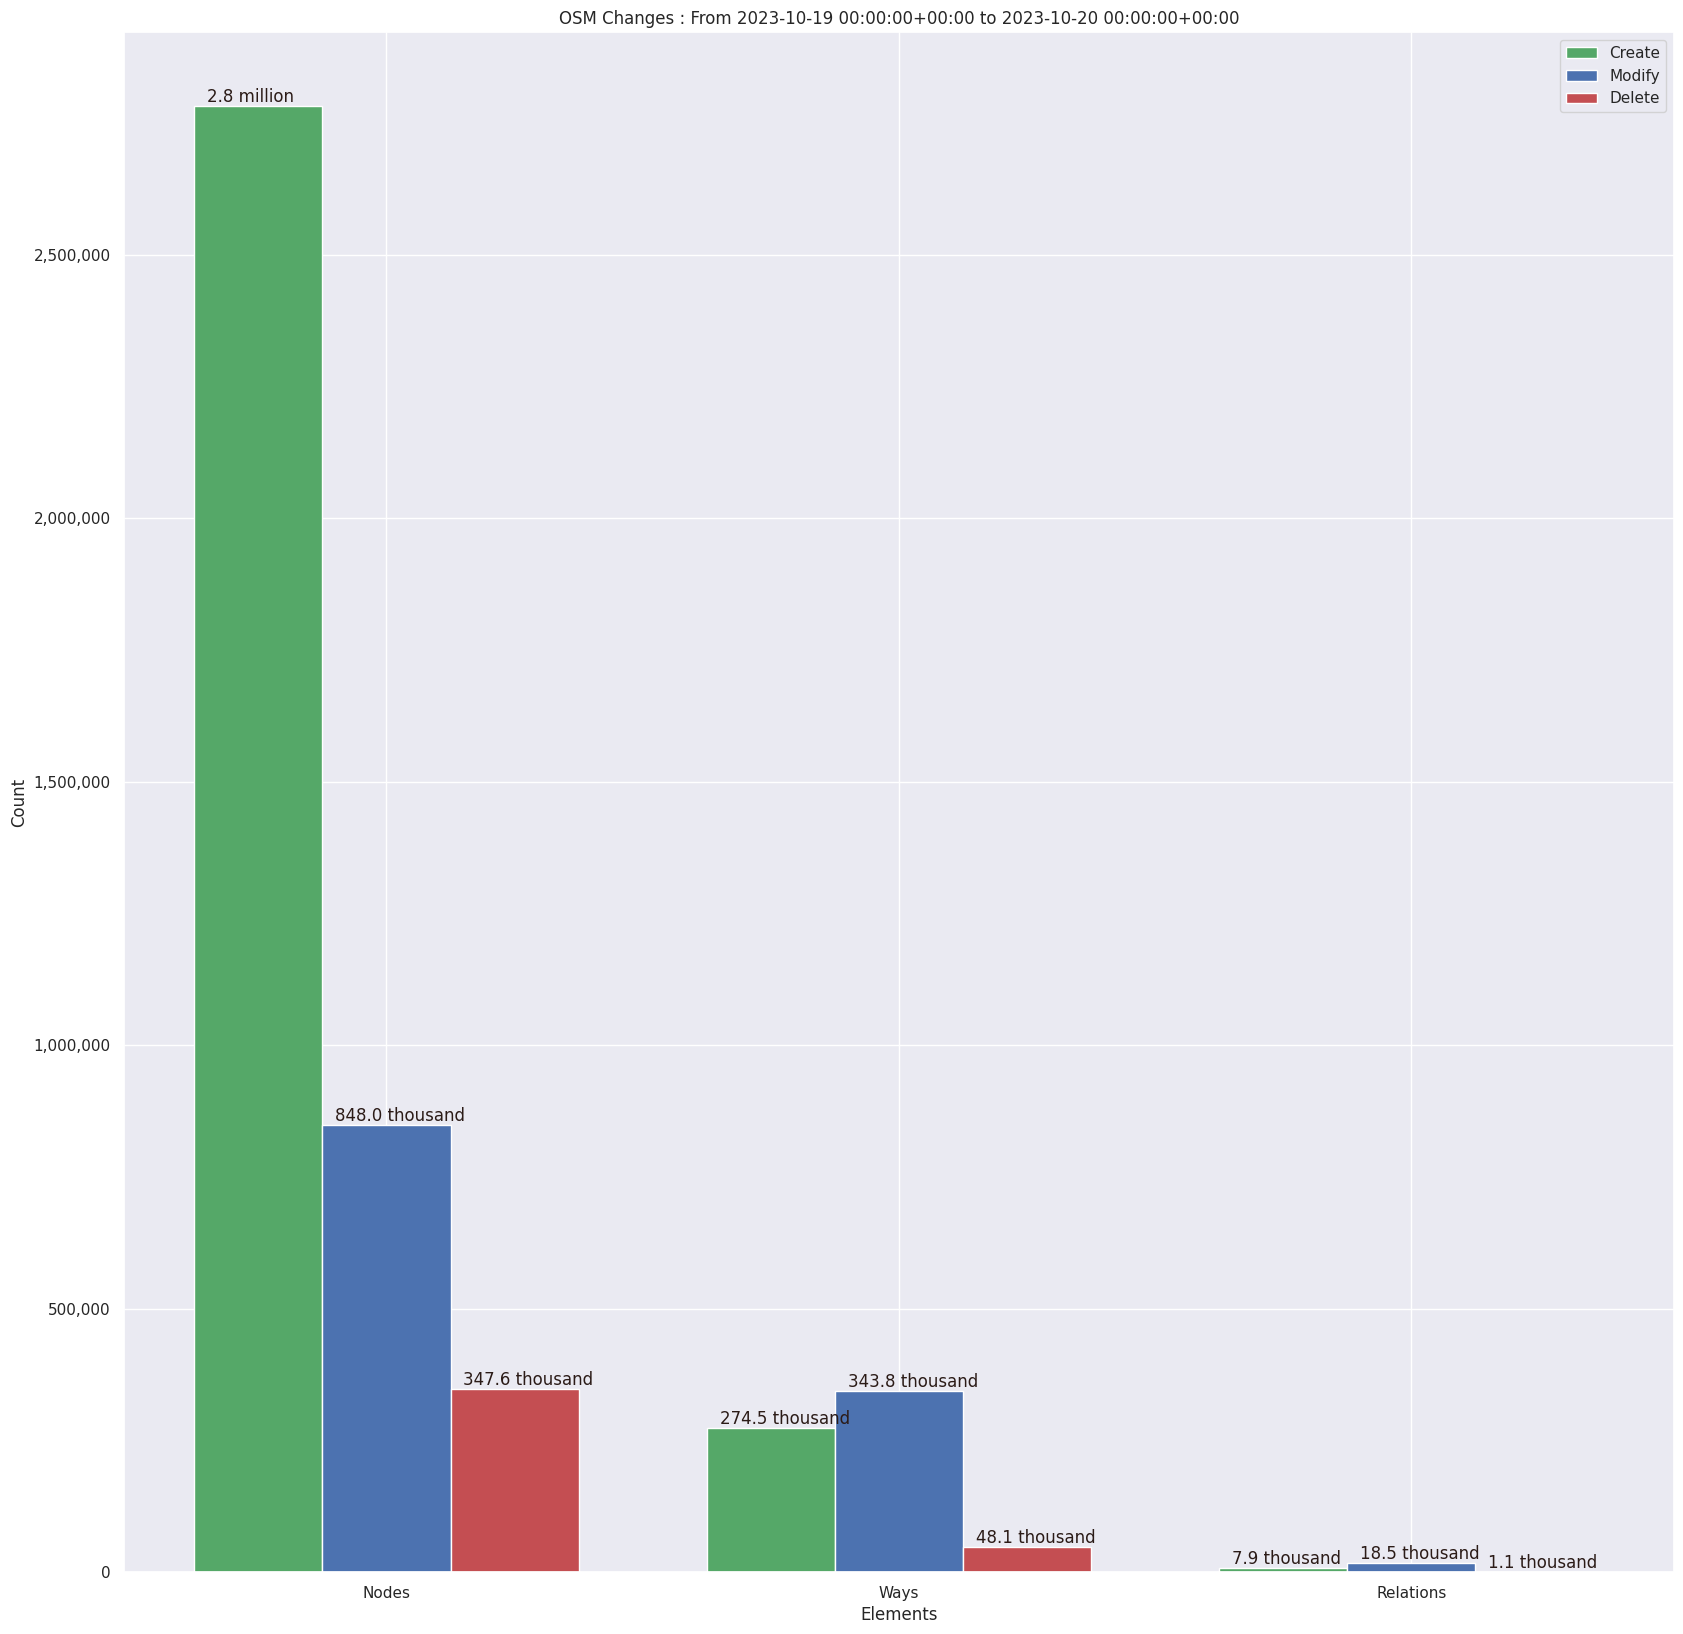 OSM Changes : From 2023-10-19 00:00:00+00:00 to 2023-10-20 00:00:00+00:00
Create
Modify
Delete
2.8 million
2,500,000
2,000,000
1,500,000
Count
1,000,000
848.0 thousand
500,000
347.6 thousand
343.8 thousand
274.5 thousand
48.1 thousand
7.9 thousand
18.5 thousand
1.1 thousand
0
Nodes
Ways
Relations
Elements